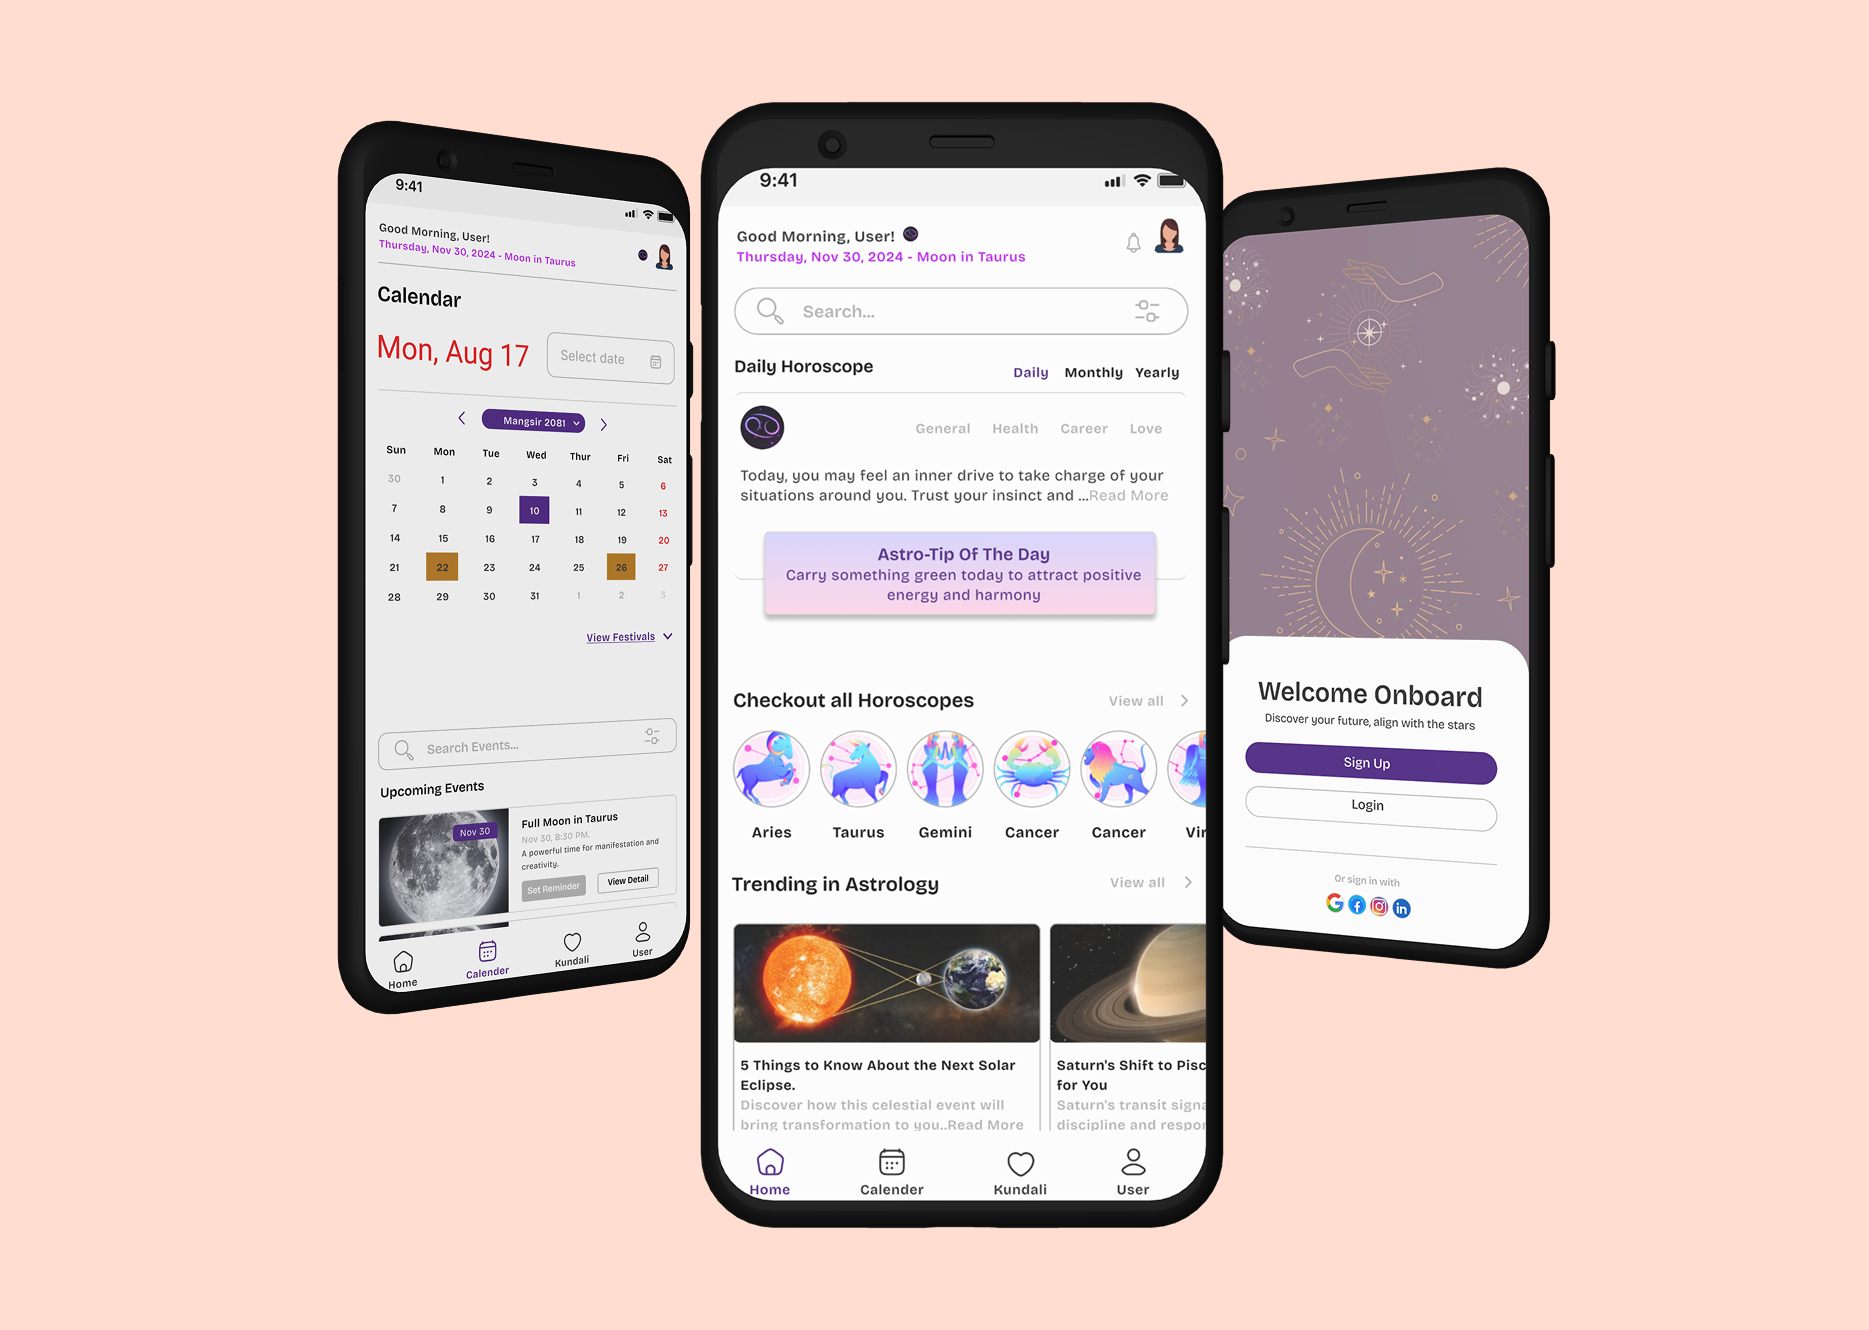 9:41
Good Morning, User!
Thursday, Nov 30, 2024 - Moon in Taurus
Calendar
Mon, Aug 17
Select date
Mangsir 2081
Sun Mon Tue Wed Thur Fri Sat
30 1 2 3 4 5 6
7 8 9 10 11 12 13
14 15 16 17 18 19 20
21 22 23 24 25 26 27
28 29 30 31 1 2 3
View Festivals
Search Events...
Upcoming Events
Nov 30
Full Moon in Taurus
Nov 30, 8:30 PM.
A powerful time for manifestation and
creativity.
Set Reminder View Detail
Home Calender Kundali User
9:41
Good Morning, User!
Thursday, Nov 30, 2024 - Moon in Taurus
Search...
Daily Horoscope
Daily Monthly Yearly
General Health Career Love
Today, you may feel an inner drive to take charge of your
situations around you. Trust your insinct and ...Read More
Astro-Tip Of The Day
Carry something green today to attract positive
energy and harmony
Checkout all Horoscopes View all
Aries Taurus Gemini Cancer Cancer Vir
Trending in Astrology View all
5 Things to Know About the Next Solar
Eclipse.
Discover how this celestial event will
bring transformation to you..Read More
Saturn's Shift to Pisc
for You
Saturn's transit signa
discipline and respor
Home Calender Kundali User
Welcome Onboard
Discover your future, align with the stars
Sign Up
Login
Or sign in with